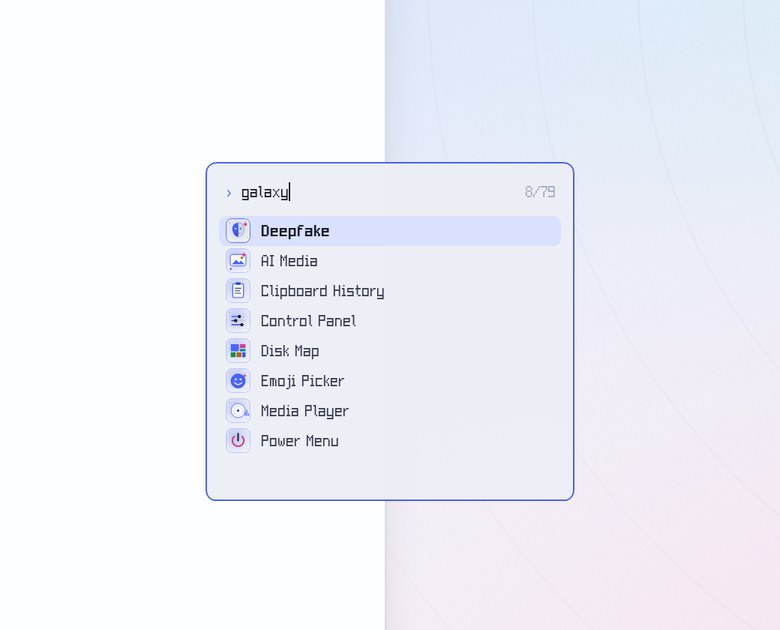 › galaxy
8/79
Deepfake
AI Media
Clipboard History
Control Panel
Disk Map
Emoji Picker
Media Player
Power Menu